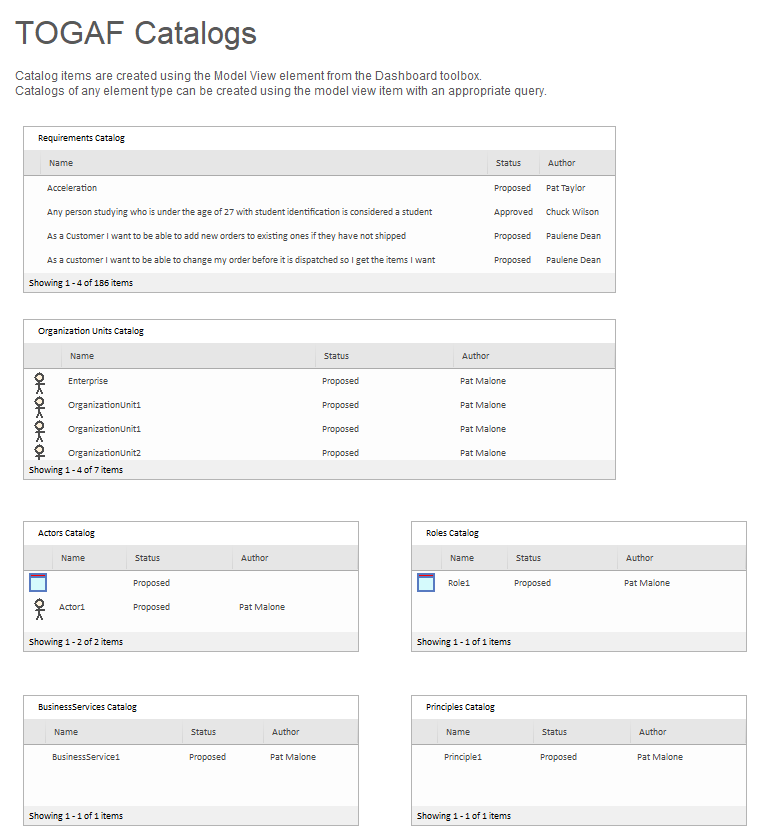 TOGAF Catalogs
Catalog items are created using the Model View element from the Dashboard toolbox.
Catalogs of any element type can be created using the model view item with an appropriate query.
Requirements Catalog
Name Status Author
Acceleration Proposed Pat Taylor
Any person studying who is under the age of 27 with student identification is considered a student Approved Chuck Wilson
As a Customer I want to be able to add new orders to existing ones if they have not shipped Proposed Paulene Dean
As a customer I want to be able to change my order before it is dispatched so I get the items I want Proposed Paulene Dean
Showing 1 - 4 of 186 items
Organization Units Catalog
Name Status Author
Enterprise Proposed Pat Malone
OrganizationUnit1 Proposed Pat Malone
OrganizationUnit1 Proposed Pat Malone
OrganizationUnit2 Proposed Pat Malone
Showing 1 - 4 of 7 items
Actors Catalog
Name Status Author
Proposed
Actor1 Proposed Pat Malone
Showing 1 - 2 of 2 items
Roles Catalog
Name Status Author
Role1 Proposed Pat Malone
Showing 1 - 1 of 1 items
BusinessServices Catalog
Name Status Author
BusinessService1 Proposed Pat Malone
Showing 1 - 1 of 1 items
Principles Catalog
Name Status Author
Principle1 Proposed Pat Malone
Showing 1 - 1 of 1 items